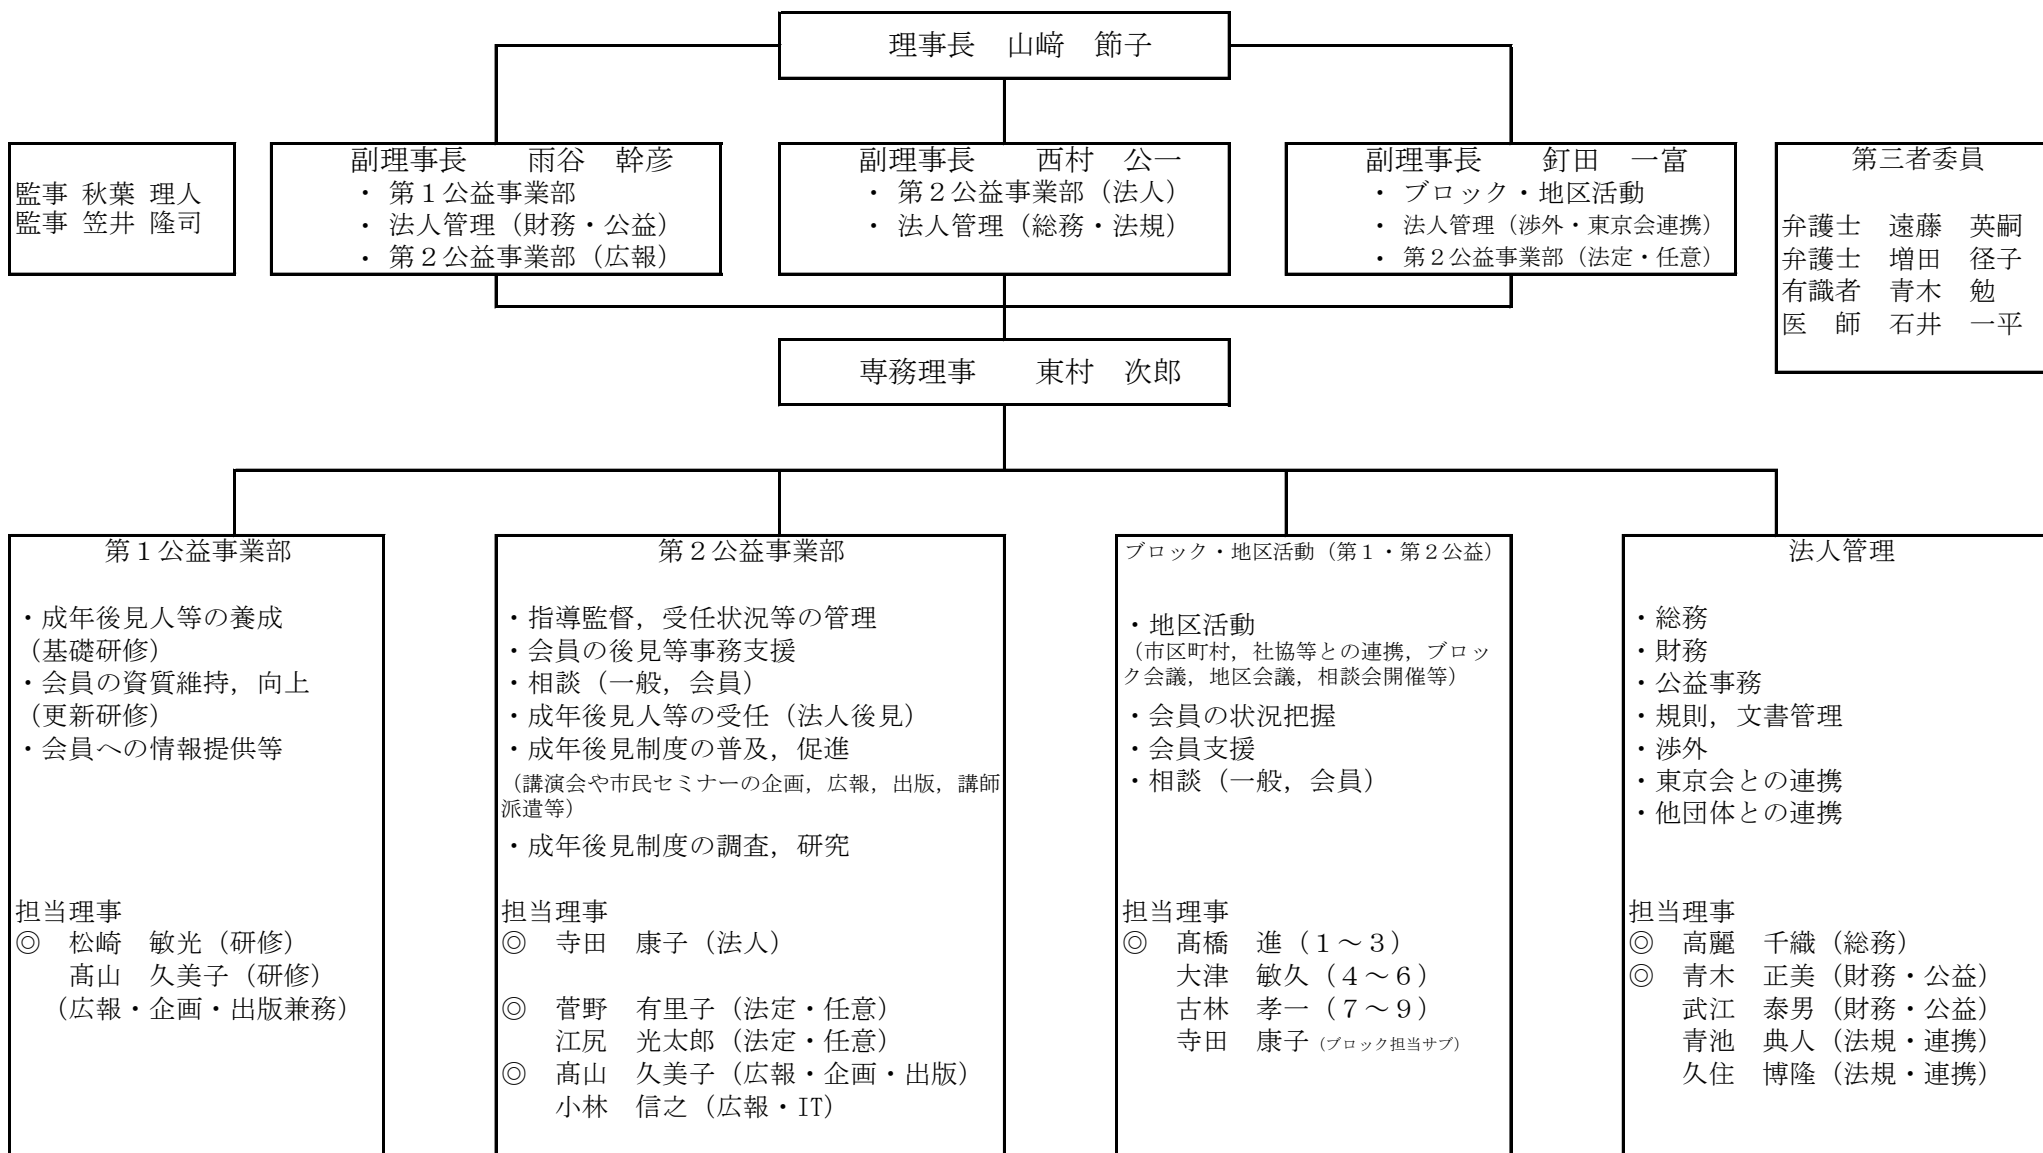 理事長　山﨑　節子
監事 秋葉 理人
監事 笠井 隆司
副理事長　　雨谷　幹彦
・ 第１公益事業部
・ 法人管理（財務・公益）
・ 第２公益事業部（広報）
副理事長　　西村　公一
・ 第２公益事業部（法人）
・ 法人管理（総務・法規）
副理事長　　釘田　一富
・ ブロック・地区活動
・ 法人管理（渉外・東京会連携）
・ 第２公益事業部（法定・任意）
第三者委員
弁護士　遠藤　英嗣
弁護士　増田　径子
有識者　青木　勉
医　師　石井　一平
専務理事　　東村　次郎
第１公益事業部
・成年後見人等の養成
（基礎研修）
・会員の資質維持，向上
（更新研修）
・会員への情報提供等
担当理事
◎　松崎　敏光（研修）
髙山　久美子（研修）
（広報・企画・出版兼務）
第２公益事業部
・指導監督，受任状況等の管理
・会員の後見等事務支援
・相談（一般，会員）
・成年後見人等の受任（法人後見）
・成年後見制度の普及，促進
（講演会や市民セミナーの企画，広報，出版，講師
派遣等）
・成年後見制度の調査，研究
担当理事
◎　寺田　康子（法人）
◎　菅野　有里子（法定・任意）
江尻　光太郎（法定・任意）
◎　髙山　久美子（広報・企画・出版）
小林　信之（広報・IT）
ブロック・地区活動（第１・第２公益）
・地区活動
（市区町村，社協等との連携，ブロッ
ク会議，地区会議，相談会開催等）
・会員の状況把握
・会員支援
・相談（一般，会員）
担当理事
◎　髙橋　進（１～３）
大津　敏久（４～６）
古林　孝一（７～９）
寺田　康子（ブロック担当サブ）
法人管理
・総務
・財務
・公益事務
・規則，文書管理
・渉外
・東京会との連携
・他団体との連携
担当理事
◎　高麗　千織（総務）
◎　青木　正美（財務・公益）
武江　泰男（財務・公益）
青池　典人（法規・連携）
久住　博隆（法規・連携）